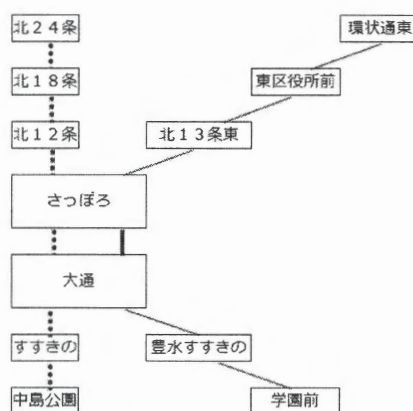 北２４条
環状通東
北１８条
東区役所前
北１２条
北１３条東
さっぽろ
大通
すすきの
豊水すすきの
中島公園
学園前